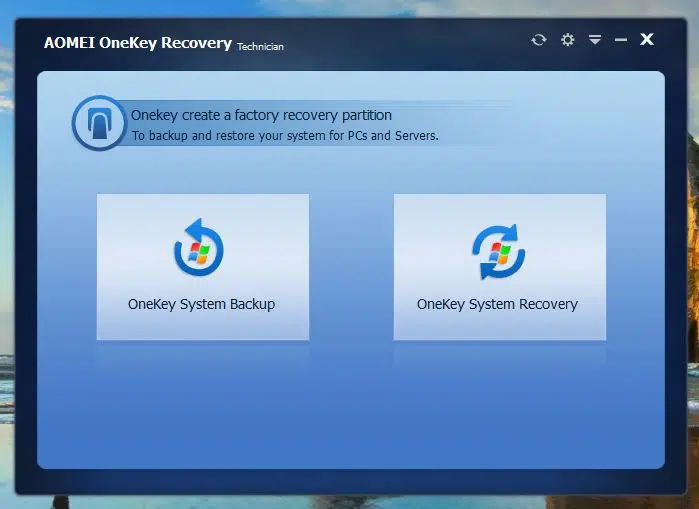 AOMEI OneKey Recovery Technician
Onekey create a factory recovery partition
To backup and restore your system for PCs and Servers.
OneKey System Backup
OneKey System Recovery